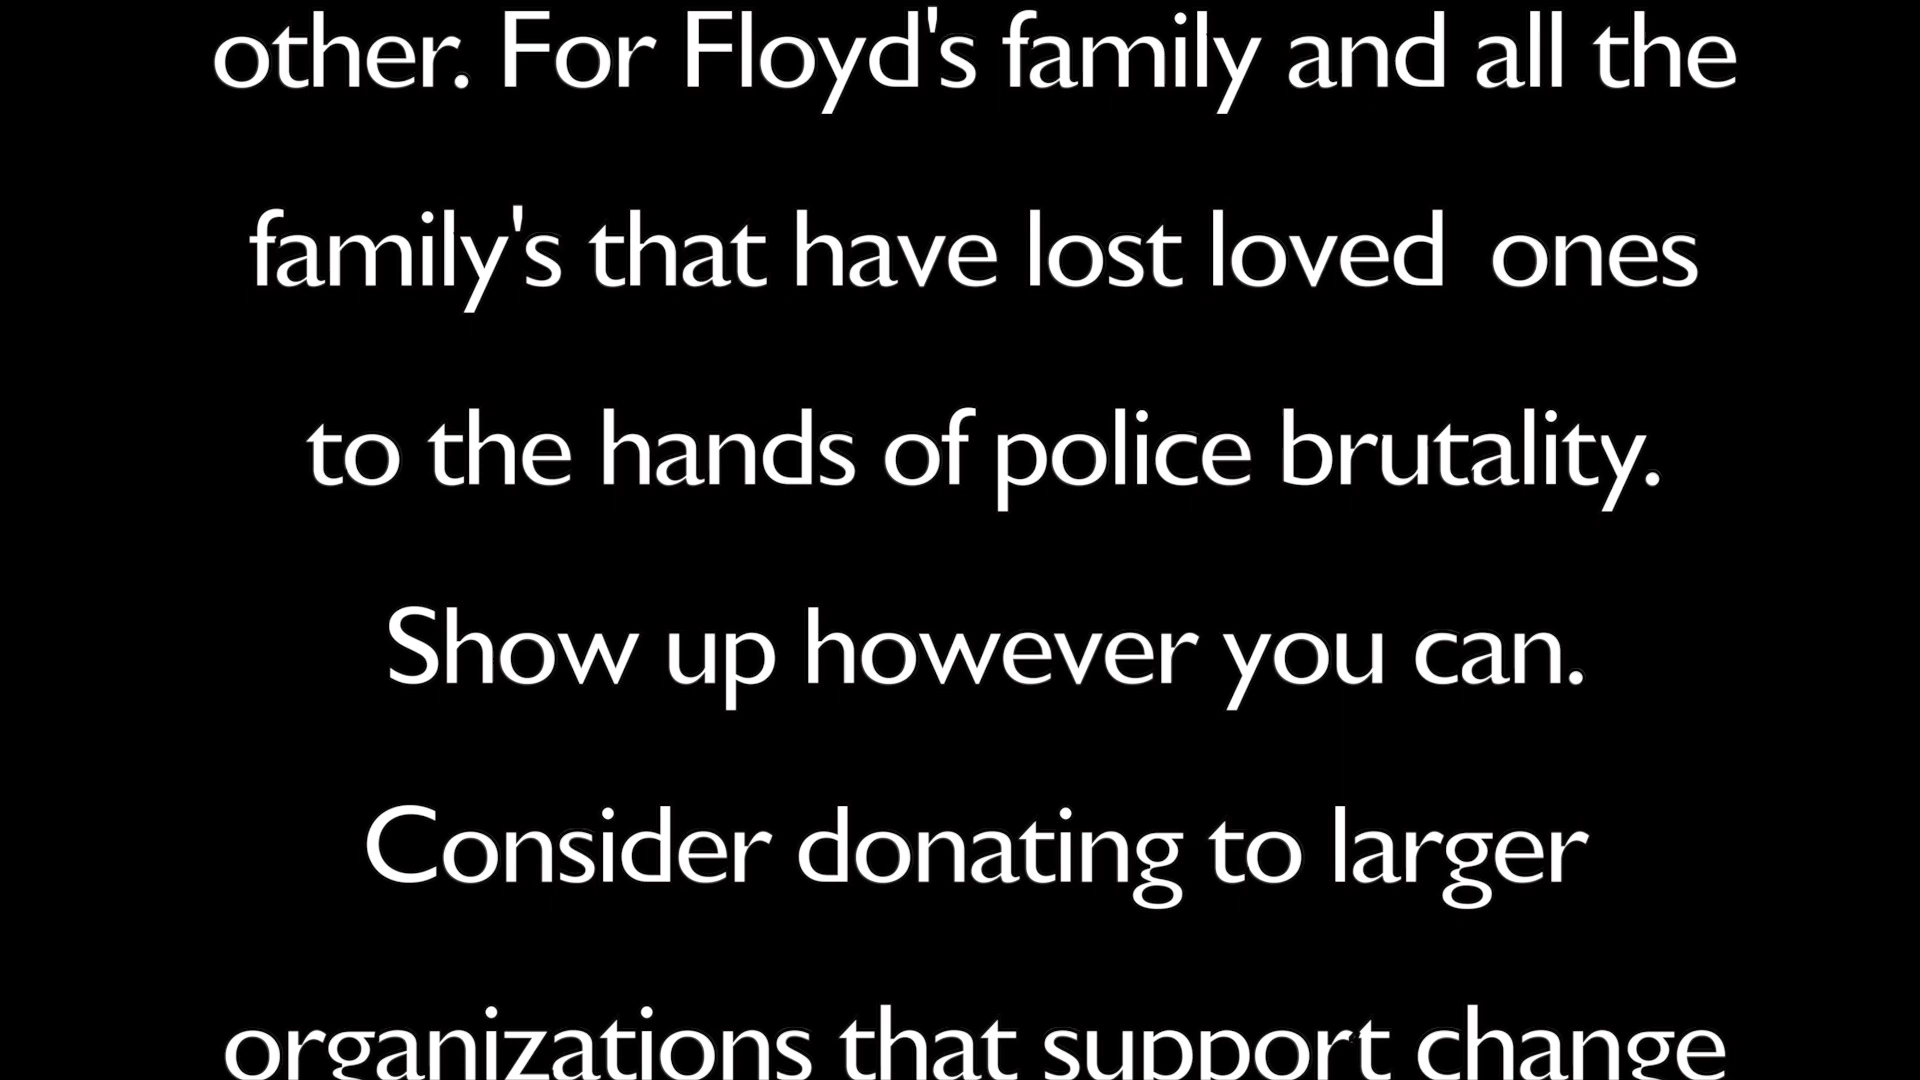 other. For Floyd's family and all the
family's that have lost loved  ones
to the hands of police brutality.
Show up however you can.
Consider donating to larger
organizations that support change